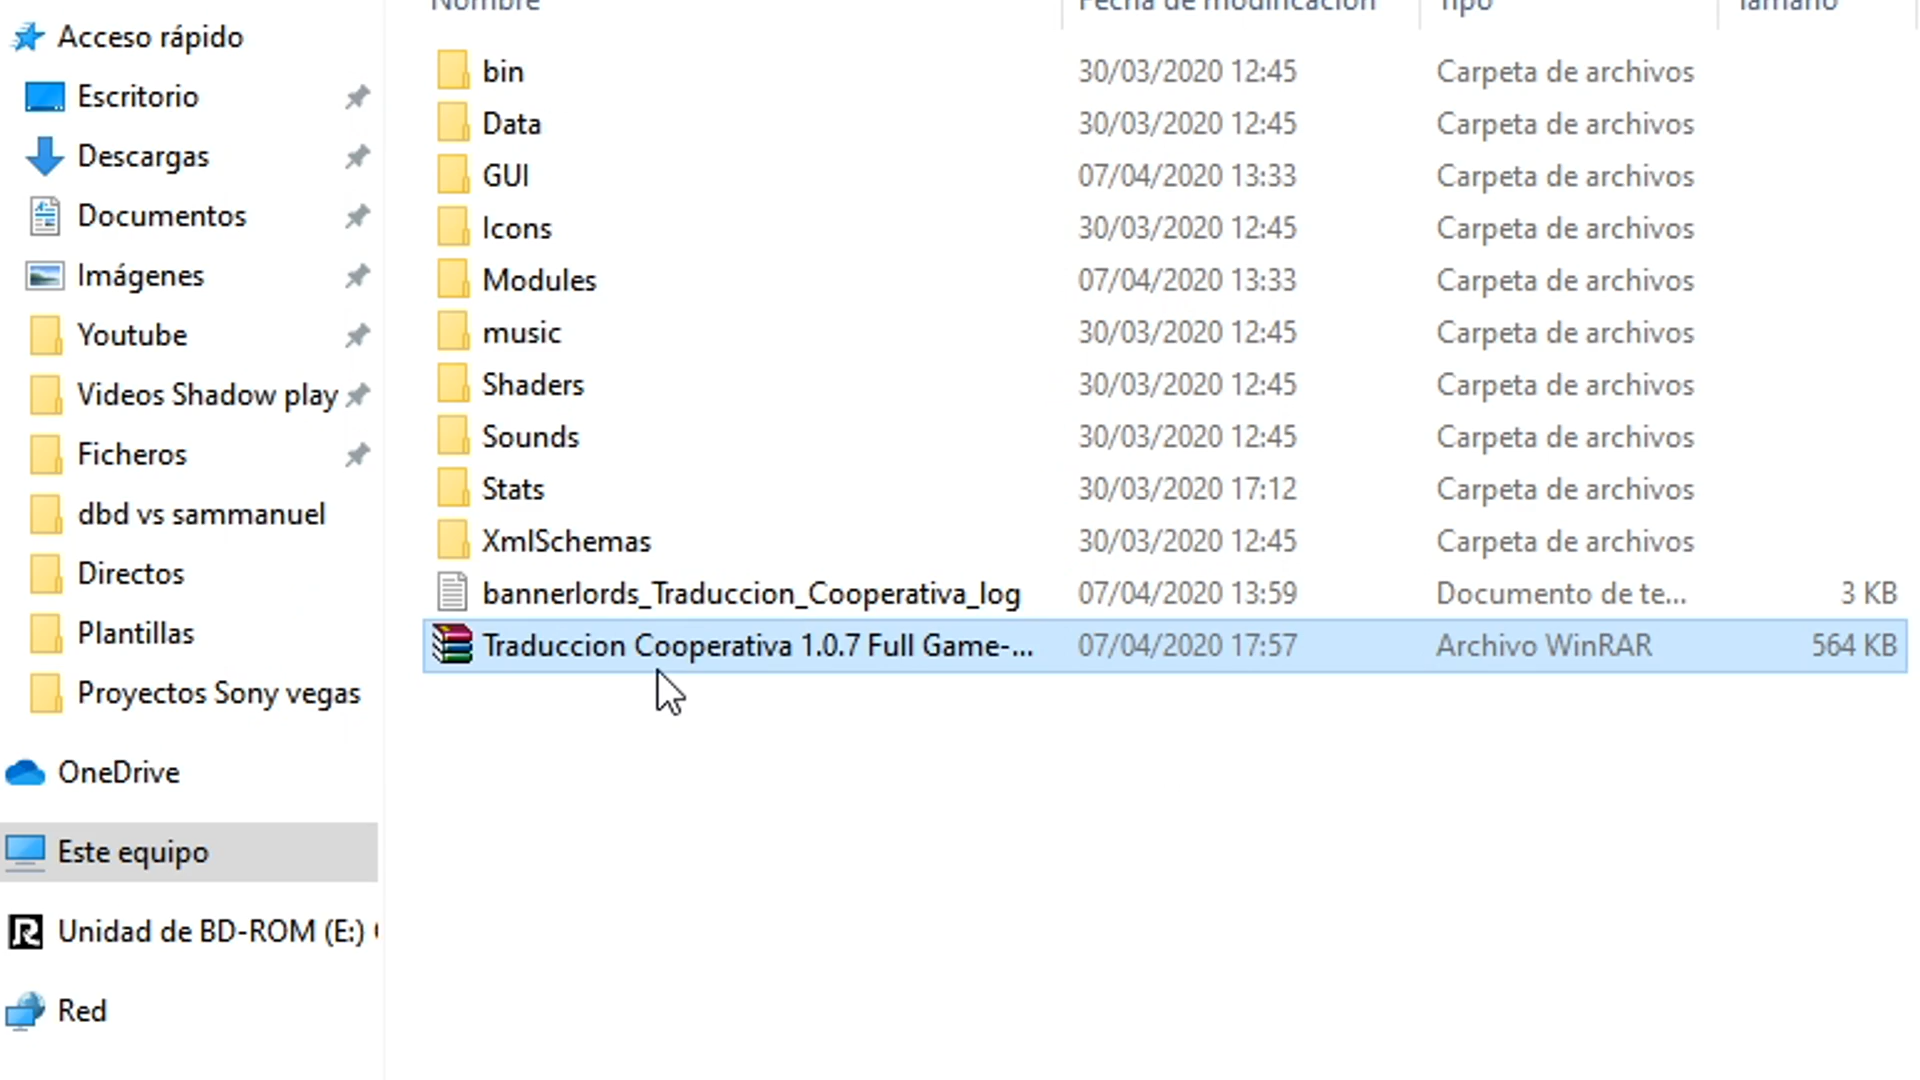 Nombre Fecha de modificación Tipo Tamaño
Acceso rápido
Escritorio
Descargas
Documentos
Imágenes
Youtube
Videos Shadow play
Ficheros
dbd vs sammanuel
Directos
Plantillas
Proyectos Sony vegas
OneDrive
Este equipo
Unidad de BD-ROM (E:)
Red
bin 30/03/2020 12:45 Carpeta de archivos
Data 30/03/2020 12:45 Carpeta de archivos
GUI 07/04/2020 13:33 Carpeta de archivos
Icons 30/03/2020 12:45 Carpeta de archivos
Modules 07/04/2020 13:33 Carpeta de archivos
music 30/03/2020 12:45 Carpeta de archivos
Shaders 30/03/2020 12:45 Carpeta de archivos
Sounds 30/03/2020 12:45 Carpeta de archivos
Stats 30/03/2020 17:12 Carpeta de archivos
XmlSchemas 30/03/2020 12:45 Carpeta de archivos
bannerlords_Traduccion_Cooperativa_log 07/04/2020 13:59 Documento de te... 3 KB
Traduccion Cooperativa 1.0.7 Full Game-... 07/04/2020 17:57 Archivo WinRAR 564 KB